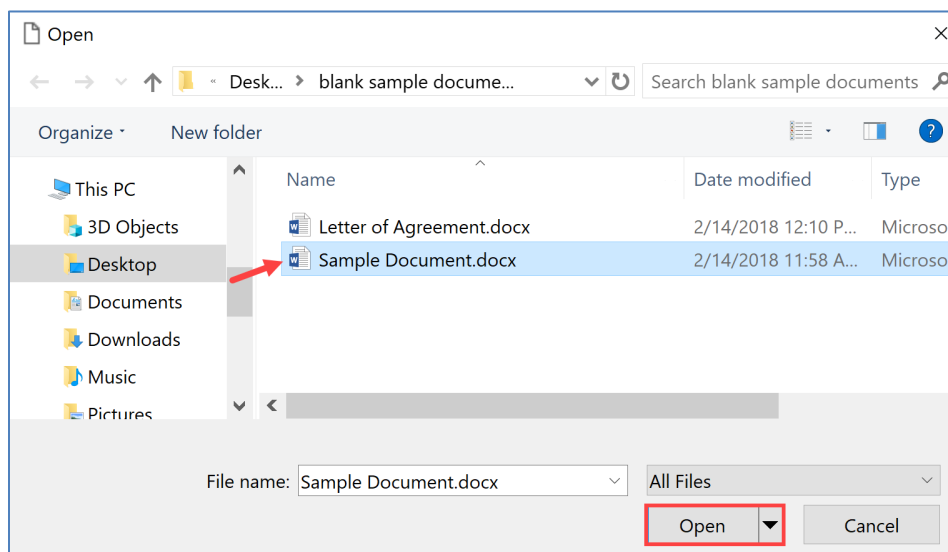 Open
« Desk... > blank sample docume...
Search blank sample documents
Organize
New folder
?
This PC
3D Objects
Desktop
Documents
Downloads
Music
Pictures
Name
Date modified
Type
Letter of Agreement.docx
2/14/2018 12:10 P...
Microso
Sample Document.docx
2/14/2018 11:58 A...
Microso
File name:
Sample Document.docx
All Files
Open
Cancel